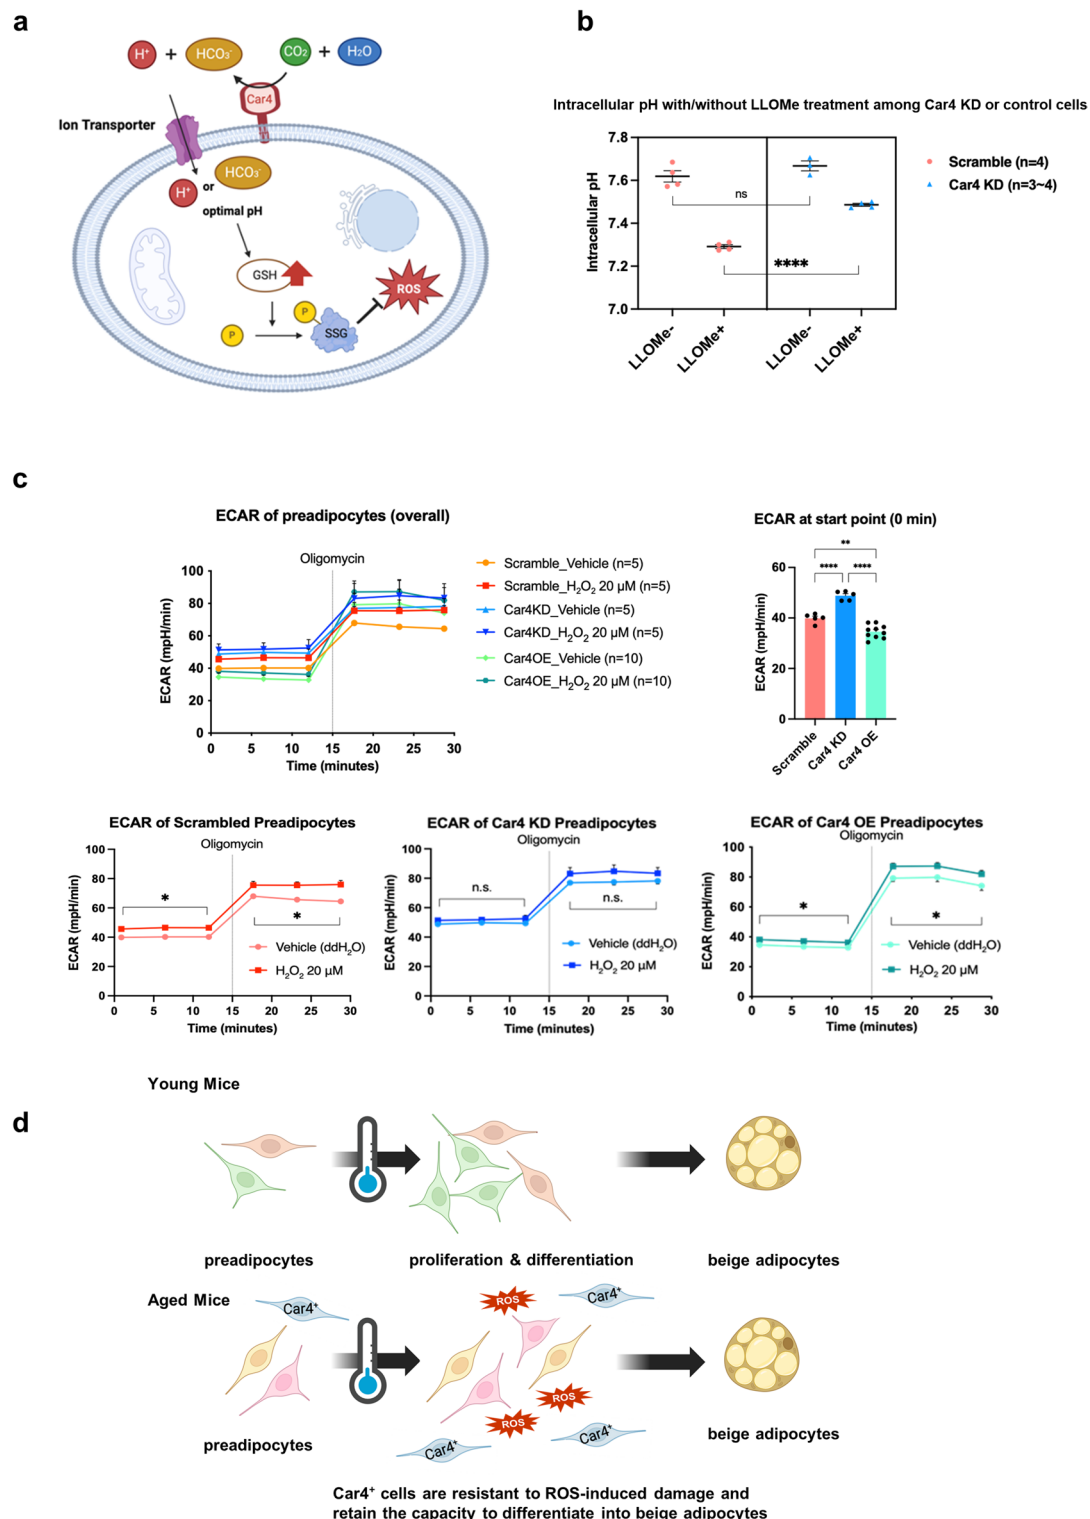 a
H⁺ + HCO₃⁻ CO₂ + H₂O
Car4
Ion Transporter
HCO₃⁻
H⁺ or
optimal pH
GSH
ROS
P
P
SSG
b
Intracellular pH with/without LLOMe treatment among Car4 KD or control cells
Intracellular pH
7.8
7.6
7.4
7.2
7.0
ns
****
LLOMe-
LLOMe+
LLOMe-
LLOMe+
Scramble (n=4)
Car4 KD (n=3~4)
c
ECAR of preadipocytes (overall)
Oligomycin
ECAR (mpH/min)
100
80
60
40
20
0
0 5 10 15 20 25 30
Time (minutes)
Scramble_Vehicle (n=5)
Scramble_H₂O₂ 20 µM (n=5)
Car4KD_Vehicle (n=5)
Car4KD_H₂O₂ 20 µM (n=5)
Car4OE_Vehicle (n=10)
Car4OE_H₂O₂ 20 µM (n=10)
ECAR at start point (0 min)
**
**** ****
ECAR (mpH/min)
60
40
20
0
Scramble
Car4 KD
Car4 OE
ECAR of Scrambled Preadipocytes
Oligomycin
ECAR (mpH/min)
100
80
60
40
20
0
*
*
Vehicle (ddH₂O)
H₂O₂ 20 µM
0 5 10 15 20 25 30
Time (minutes)
ECAR of Car4 KD Preadipocytes
Oligomycin
ECAR (mpH/min)
100
80
60
40
20
0
n.s.
n.s.
Vehicle (ddH₂O)
H₂O₂ 20 µM
0 5 10 15 20 25 30
Time (minutes)
ECAR of Car4 OE Preadipocytes
Oligomycin
ECAR (mpH/min)
100
80
60
40
20
0
*
*
Vehicle (ddH₂O)
H₂O₂ 20 µM
0 5 10 15 20 25 30
Time (minutes)
d
Young Mice
preadipocytes
proliferation & differentiation
beige adipocytes
Aged Mice
Car4⁺
ROS
Car4⁺
ROS
ROS
Car4⁺
Car4⁺
preadipocytes
beige adipocytes
Car4⁺ cells are resistant to ROS-induced damage and
retain the capacity to differentiate into beige adipocytes